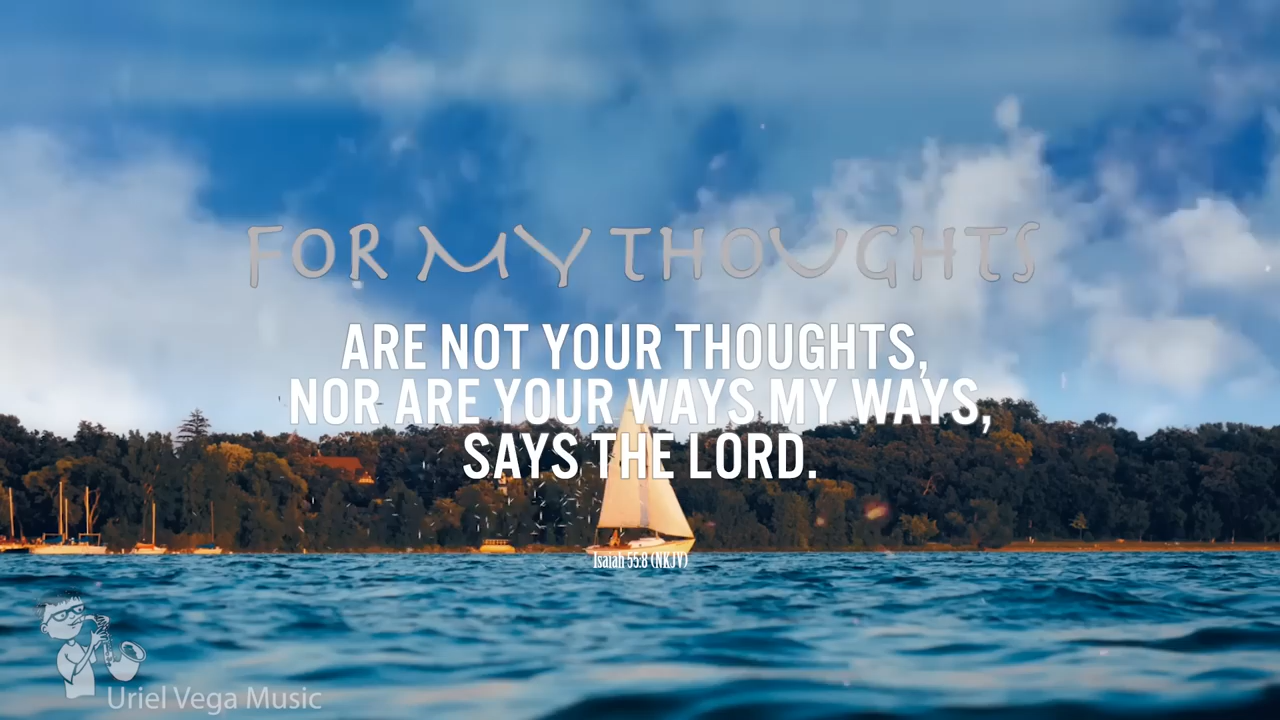 FOR MY THOUGHTS
ARE NOT YOUR THOUGHTS,
NOR ARE YOUR WAYS MY WAYS,
SAYS THE LORD.
Isaiah 55:8 (NKJV)
Uriel Vega Music